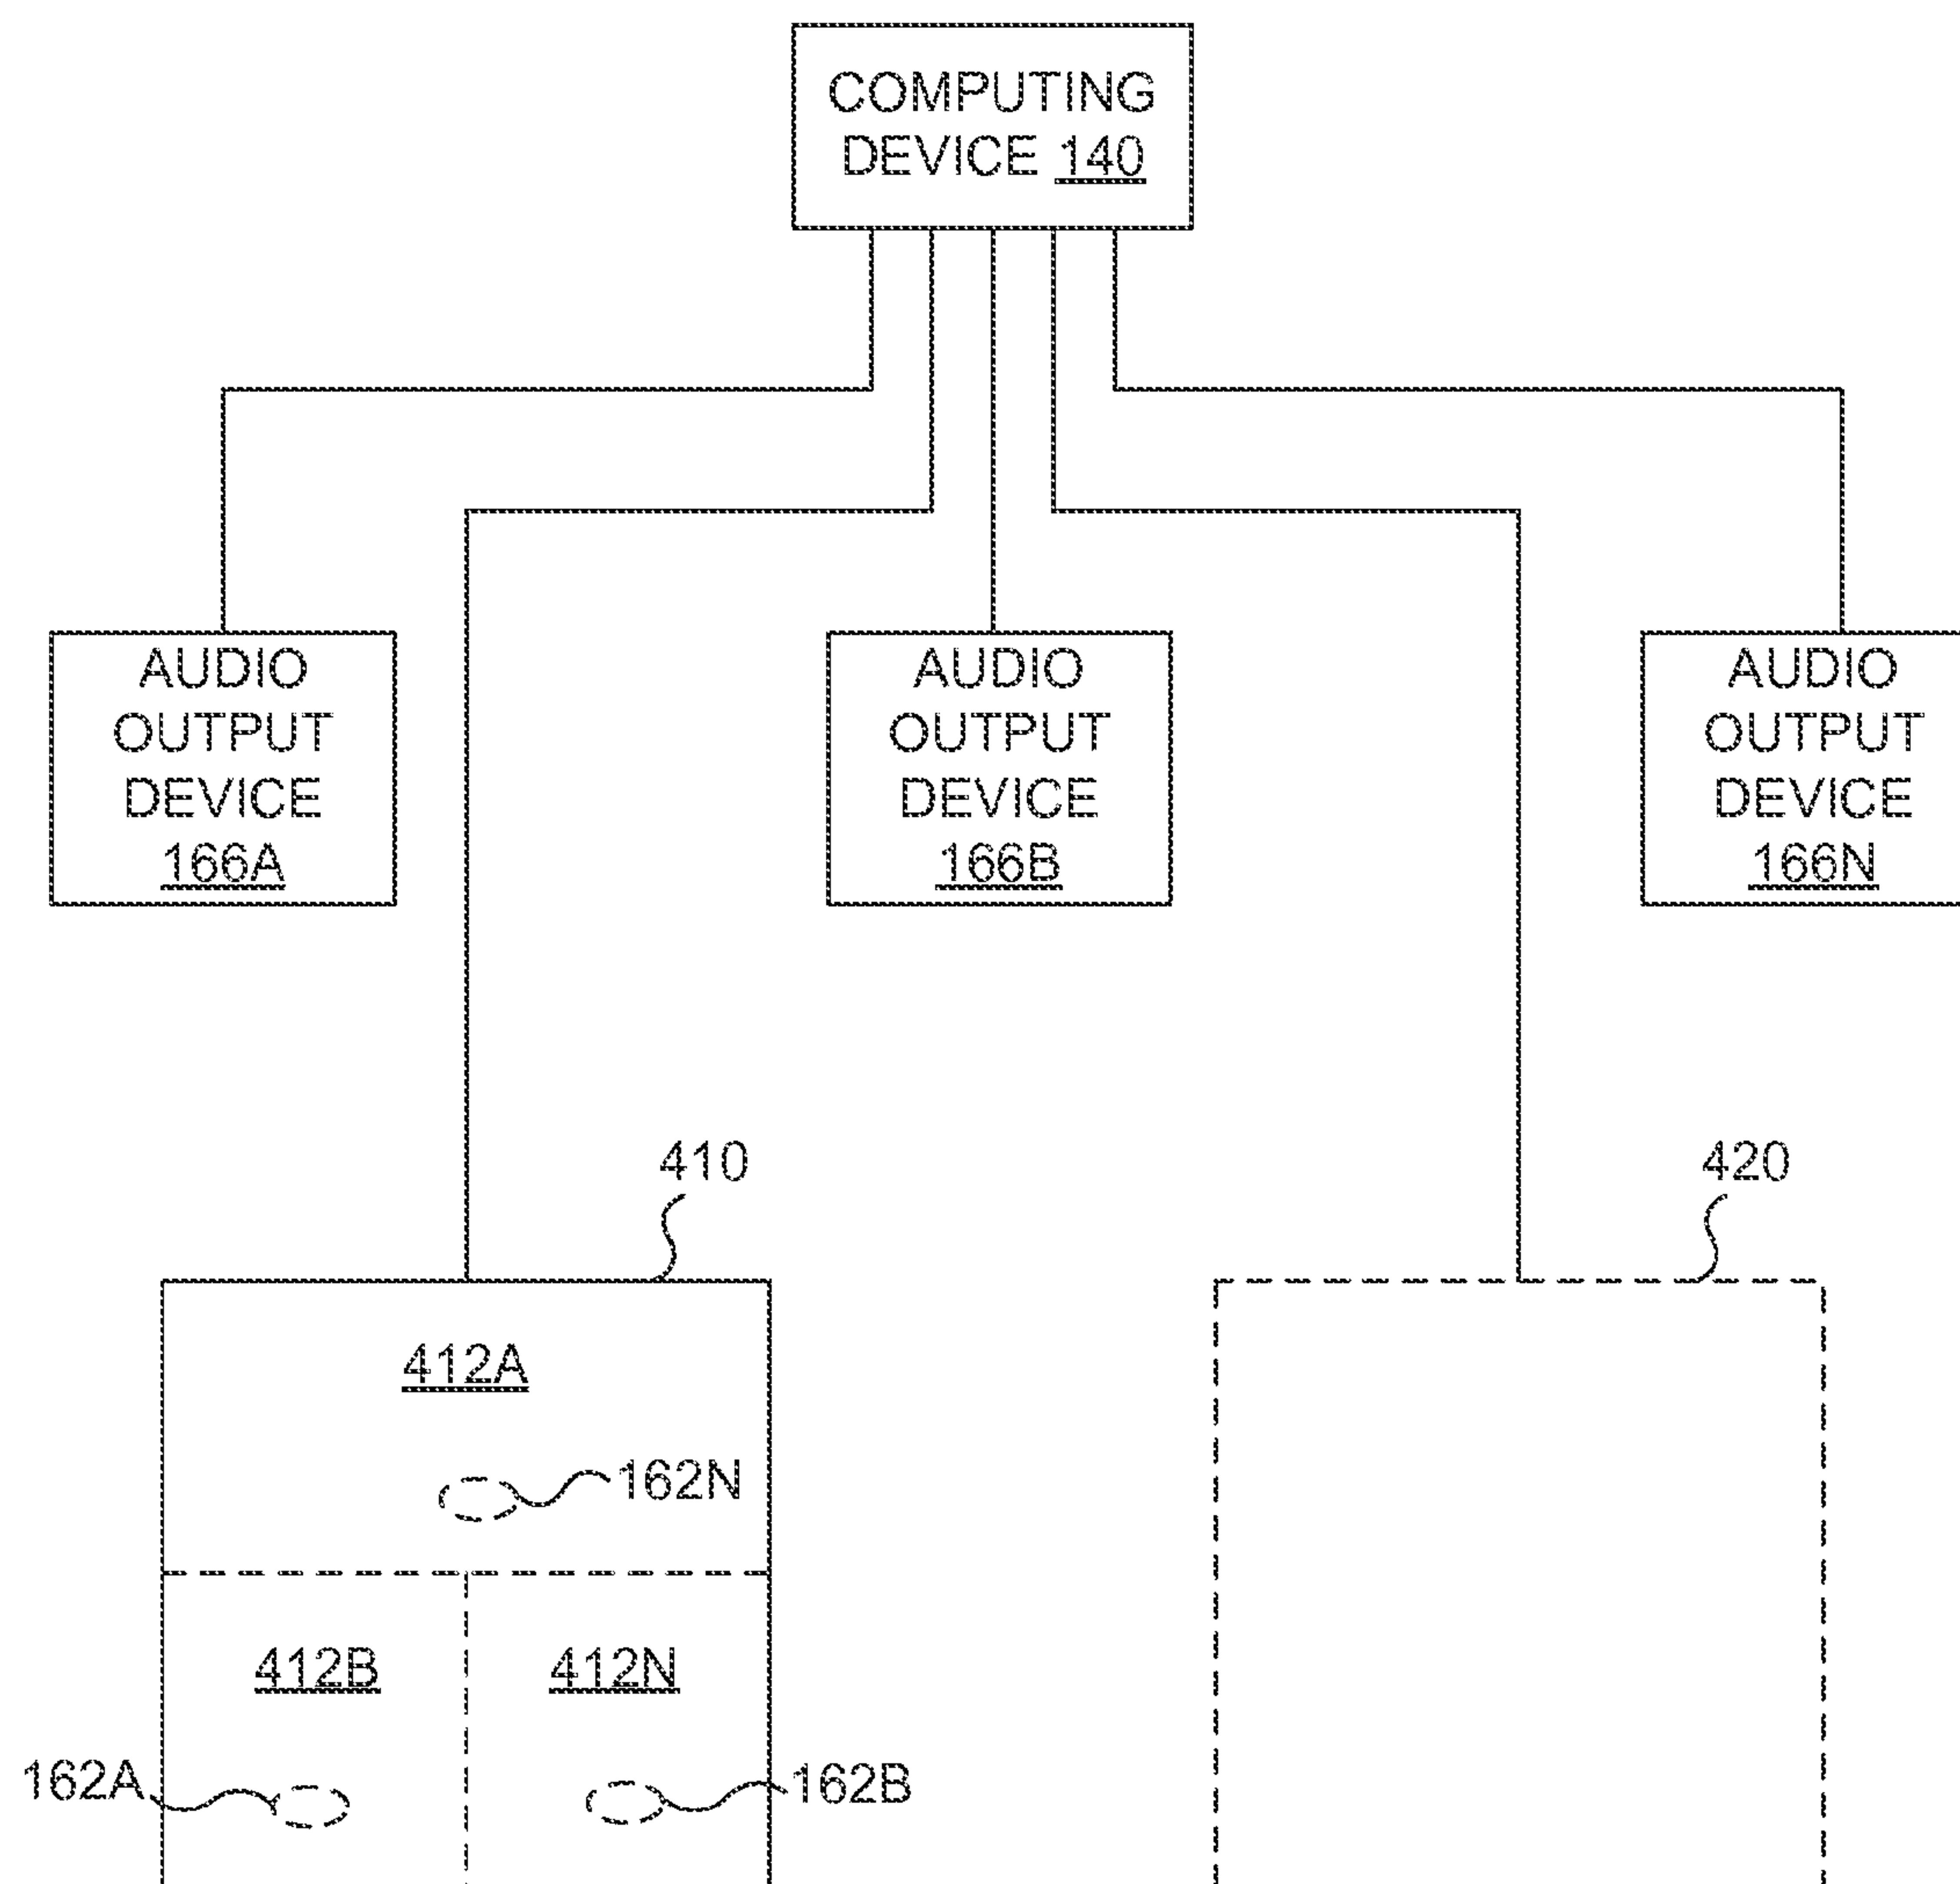 COMPUTING
DEVICE 140
AUDIO
OUTPUT
DEVICE
166A
AUDIO
OUTPUT
DEVICE
166B
AUDIO
OUTPUT
DEVICE
166N
410
420
412A
162N
412B
412N
162A
162B